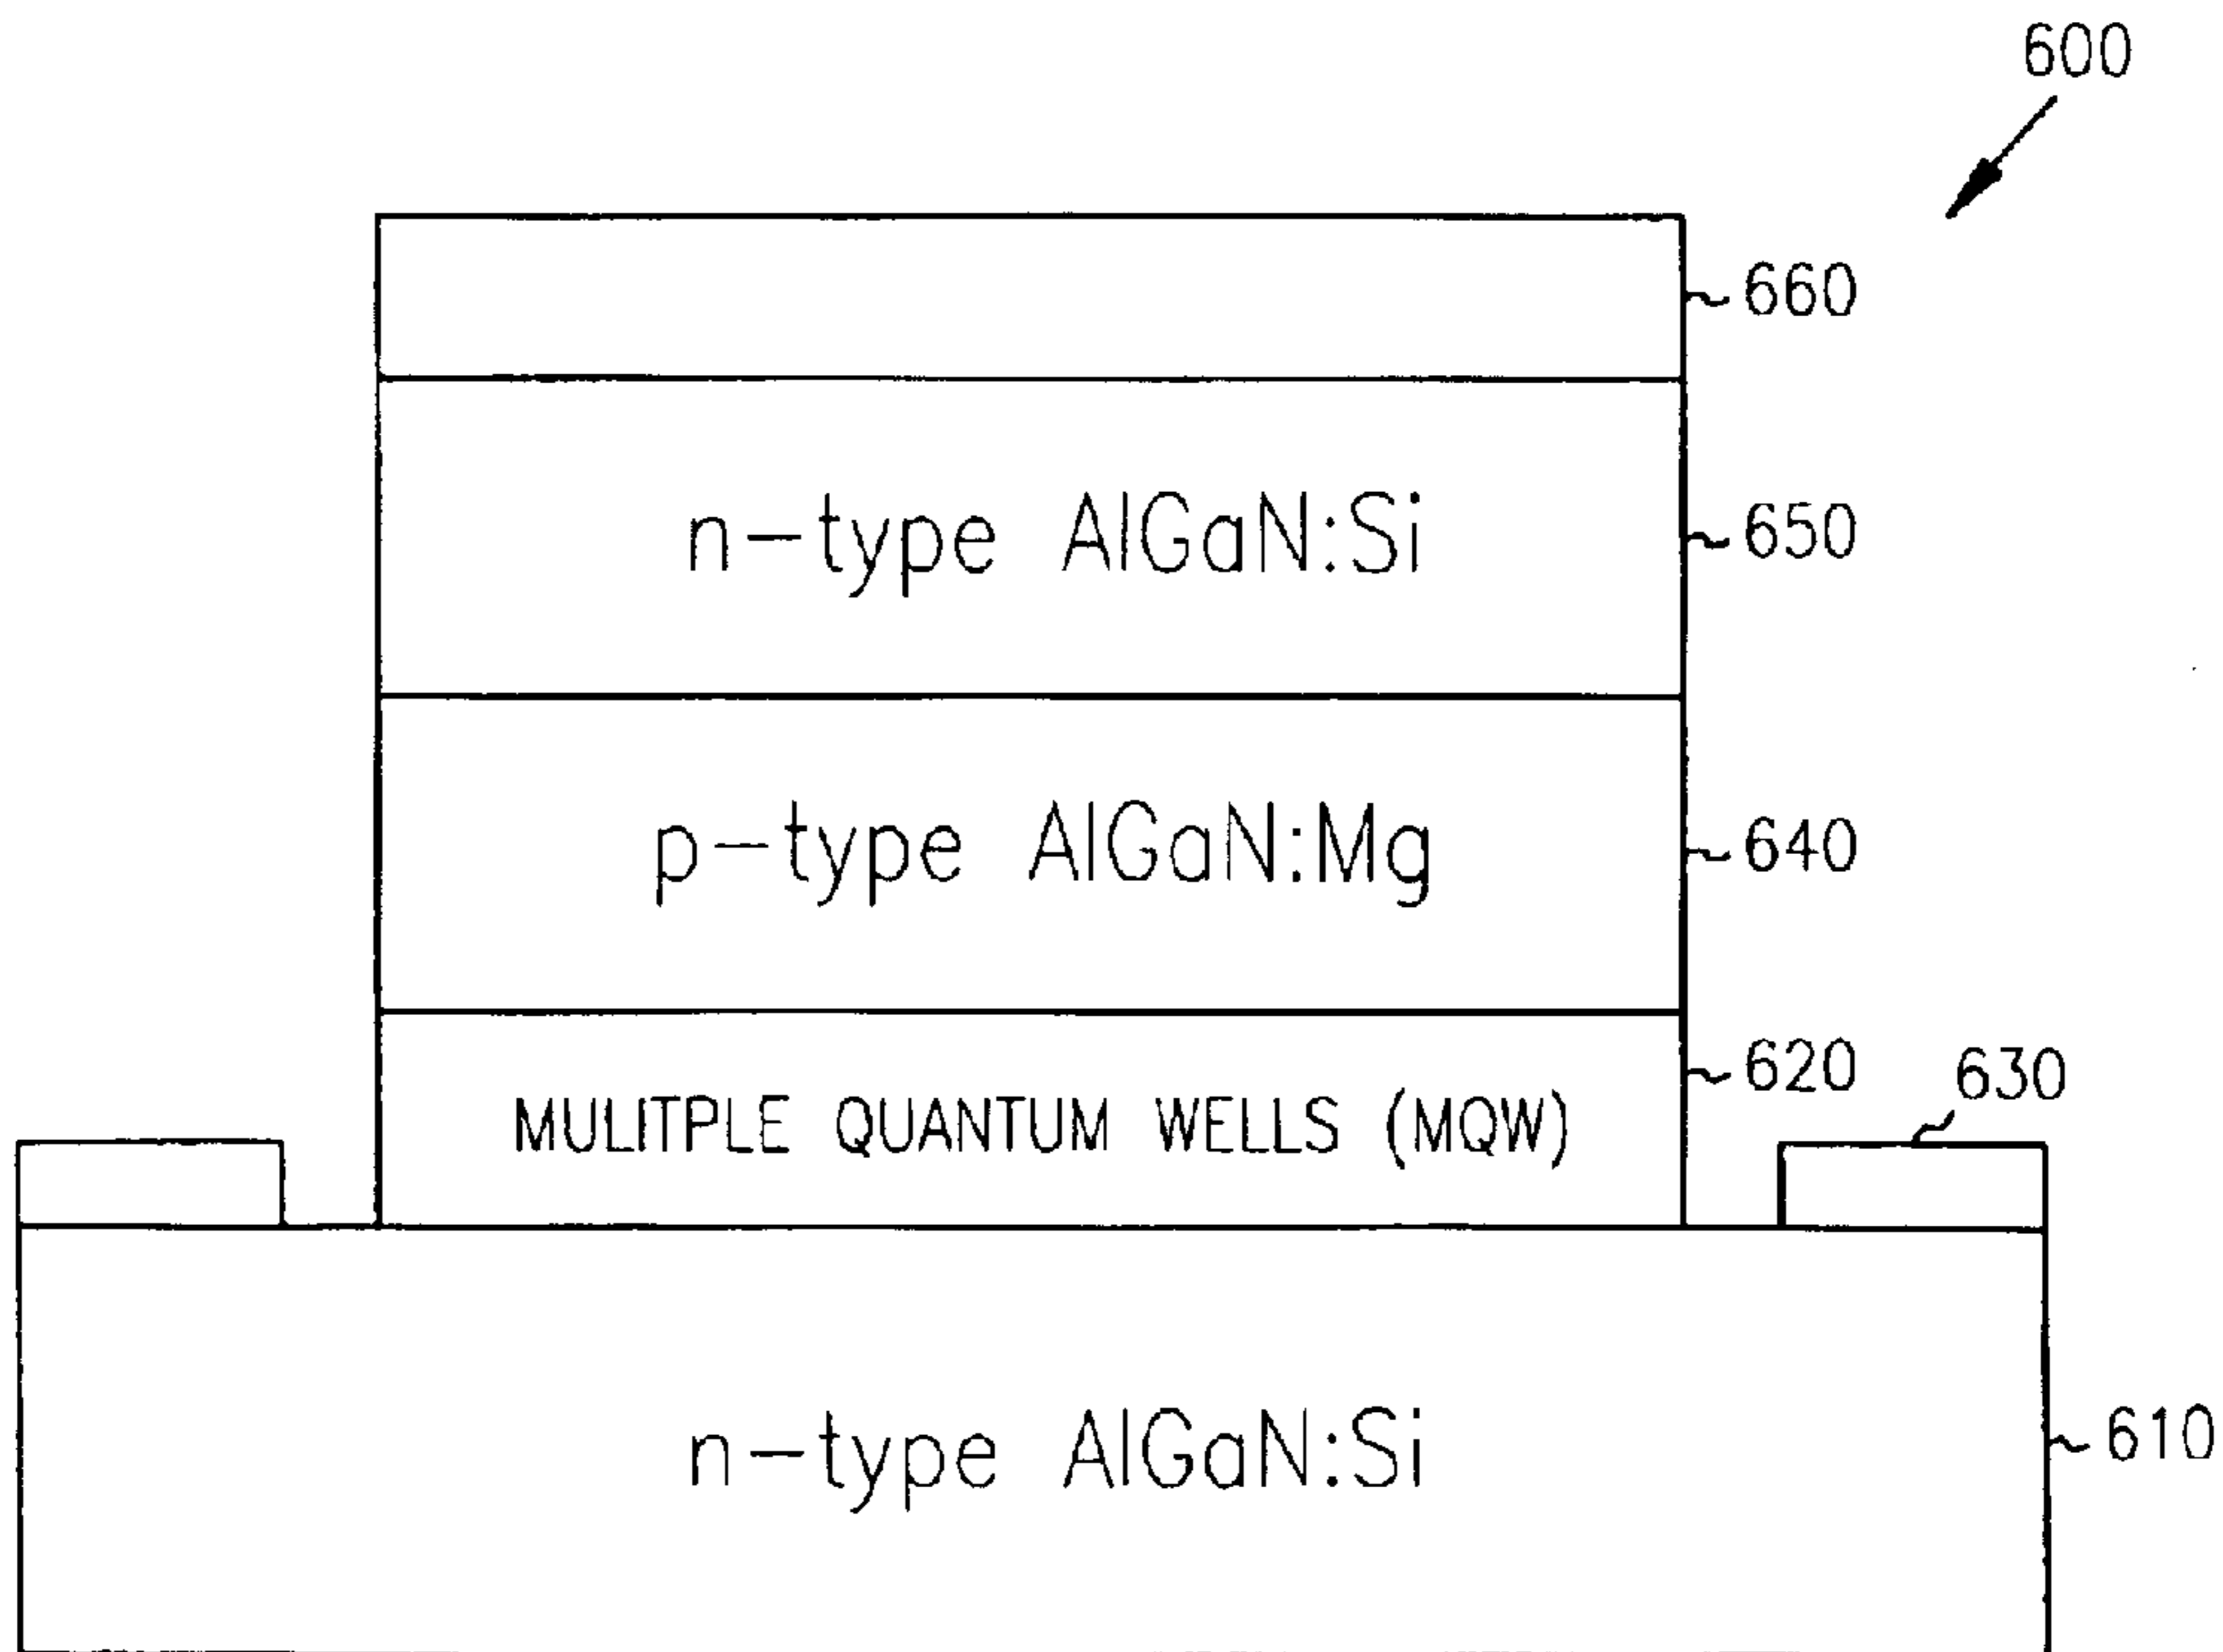 600
660
n-type AlGaN:Si
650
p-type AlGaN:Mg
640
620
630
MULITPLE QUANTUM WELLS (MQW)
n-type AlGaN:Si
610